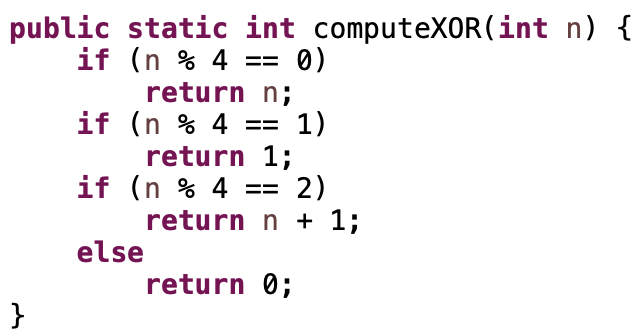 public static int computeXOR(int n) {
    if (n % 4 == 0)
        return n;
    if (n % 4 == 1)
        return 1;
    if (n % 4 == 2)
        return n + 1;
    else
        return 0;
}